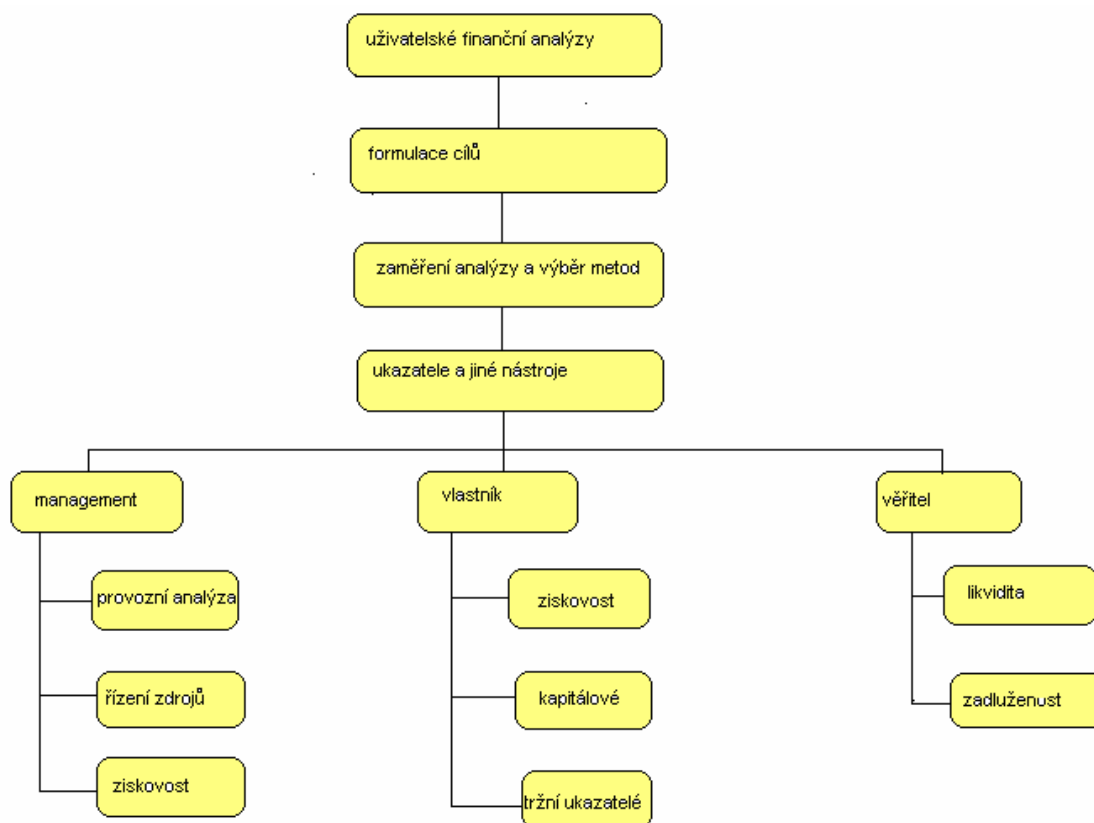 uživatelské finanční analýzy
formulace cílů
zaměření analýzy a výběr metod
ukazatele a jiné nástroje
management
vlastník
věřitel
provozní analýza
řízení zdrojů
ziskovost
ziskovost
kapitálové
tržní ukazatelé
likvidita
zadluženost